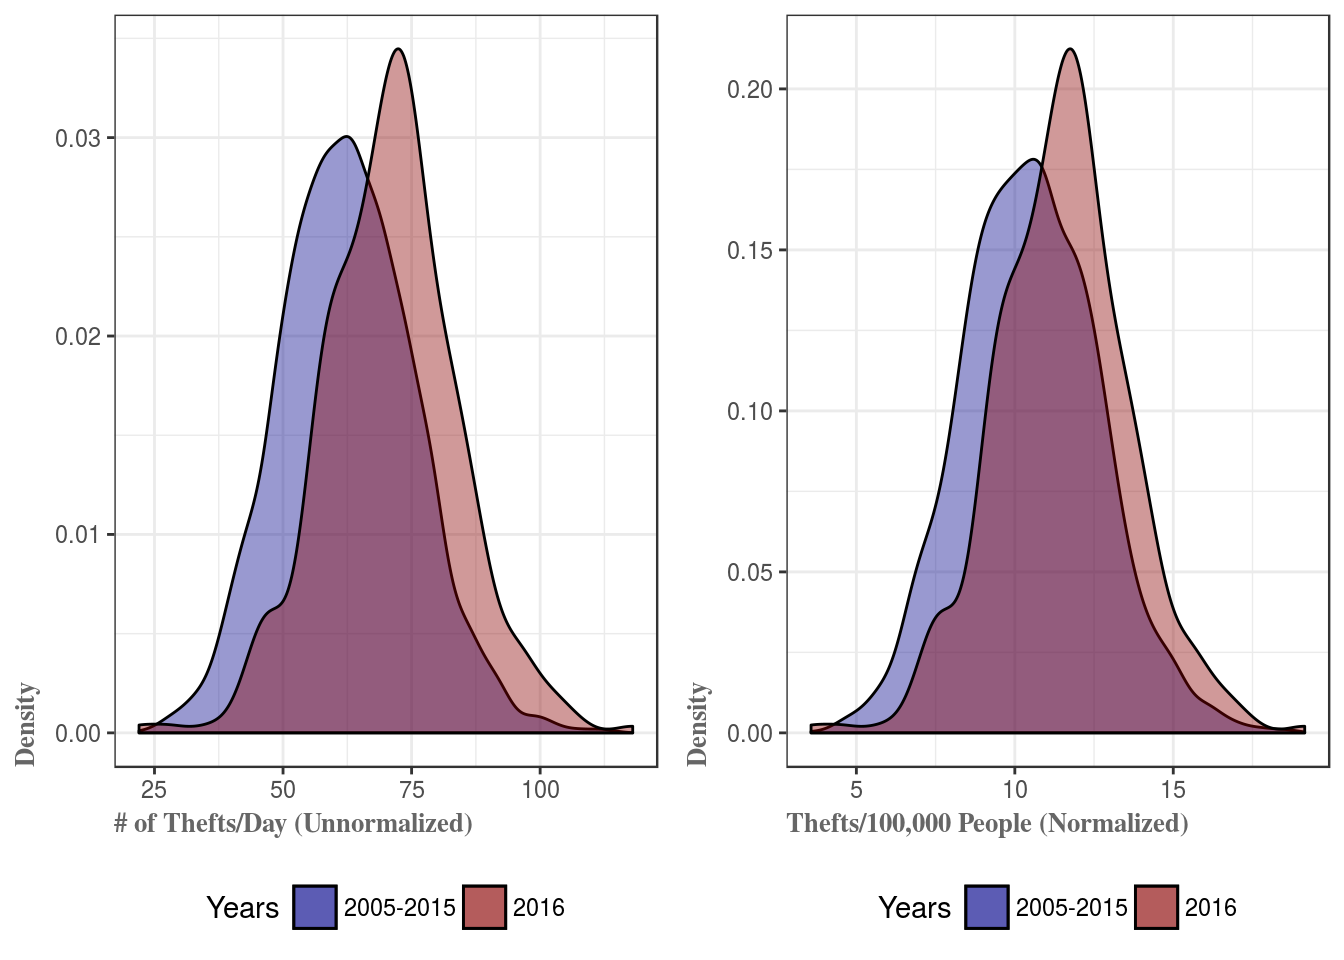 Density
0.03
0.02
0.01
0.00
25 50 75 100
# of Thefts/Day (Unnormalized)
Years 2005-2015 2016
Density
0.20
0.15
0.10
0.05
0.00
5 10 15
Thefts/100,000 People (Normalized)
Years 2005-2015 2016